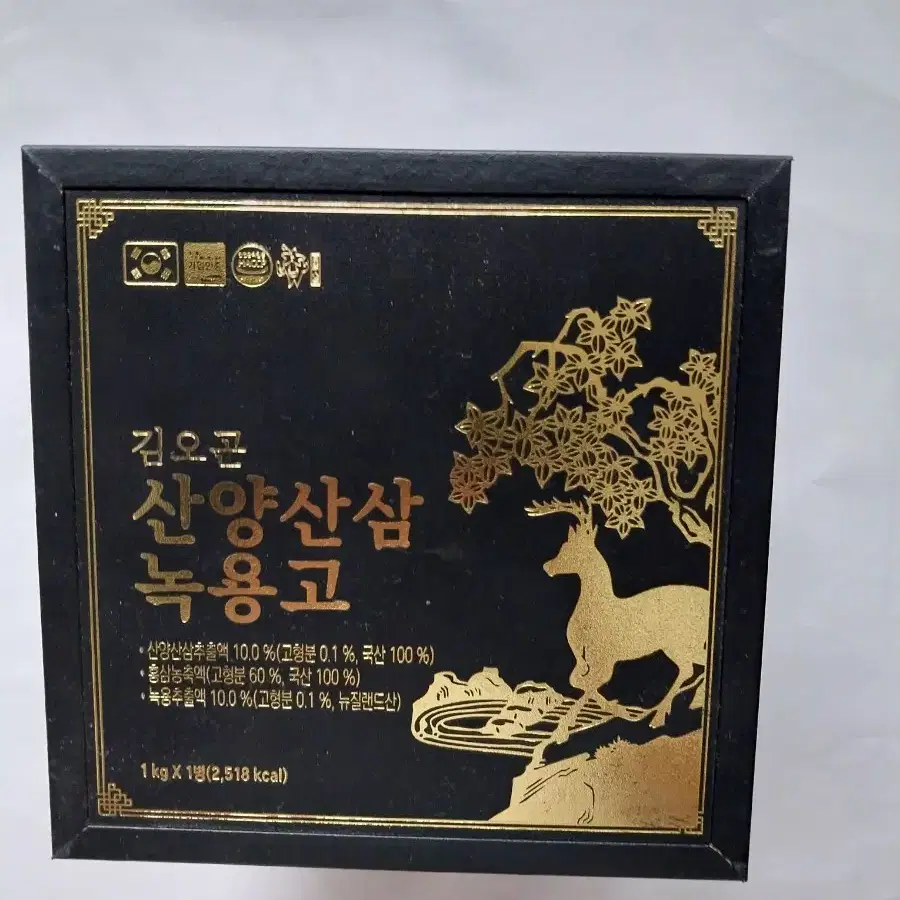 HACCP
김오곤
산양산삼
녹용고
· 산양산삼추출액 10.0 %(고형분 0.1 %, 국산 100 %)
· 홍삼농축액(고형분 60 %, 국산 100 %)
· 녹용추출액 10.0 %(고형분 0.1 %, 뉴질랜드산)
1 kg X 1병(2,518 kcal)